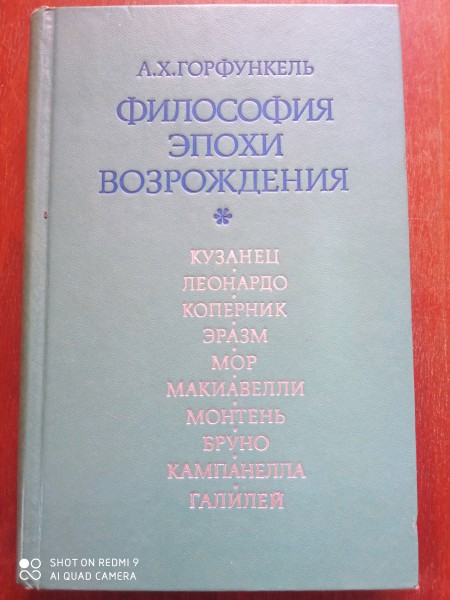 А.Х.ГОРФУНКЕЛЬ
ФИЛОСОФИЯ
ЭПОХИ
ВОЗРОЖДЕНИЯ
*
КУЗАНЕЦ
ЛЕОНАРДО
КОПЕРНИК
ЭРАЗМ
МОР
МАКИАВЕЛЛИ
МОНТЕНЬ
БРУНО
КАМПАНЕЛЛА
ГАЛИЛЕЙ
SHOT ON REDMI 9
AI QUAD CAMERA